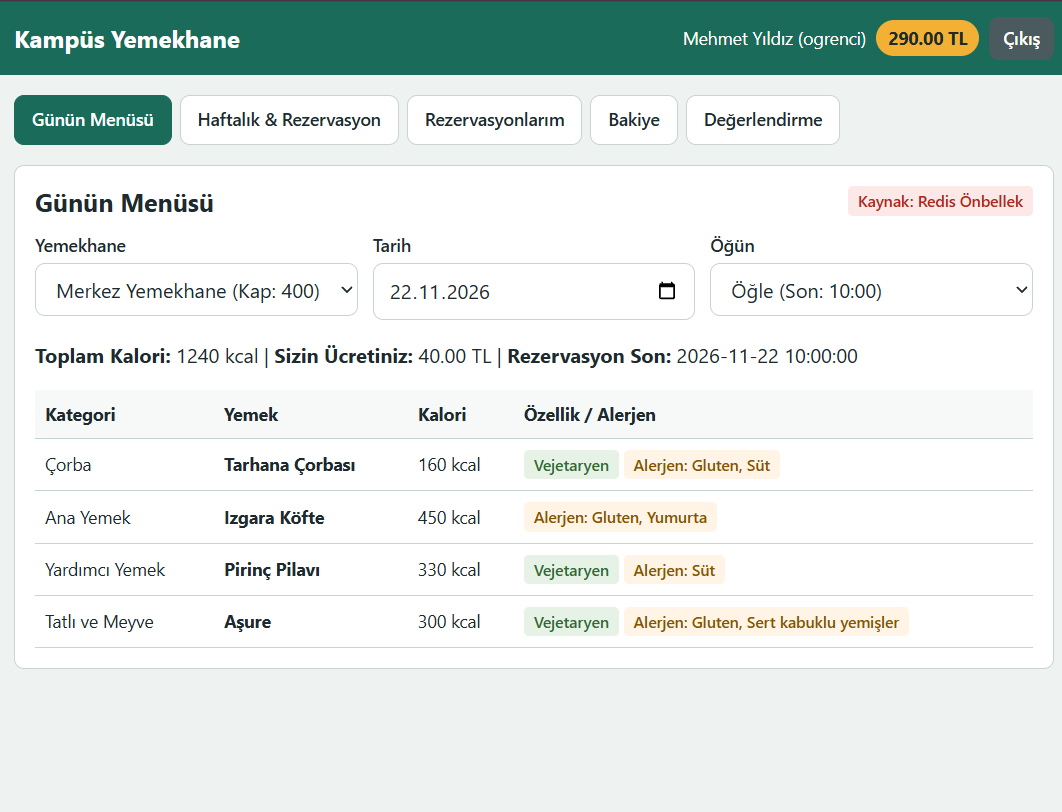 Kampüs Yemekhane
Mehmet Yıldız (ogrenci) 290.00 TL Çıkış
Günün Menüsü Haftalık & Rezervasyon Rezervasyonlarım Bakiye Değerlendirme
Günün Menüsü
Kaynak: Redis Önbellek
Yemekhane Tarih Öğün
Merkez Yemekhane (Kap: 400) 22.11.2026 Öğle (Son: 10:00)
Toplam Kalori: 1240 kcal | Sizin Ücretiniz: 40.00 TL | Rezervasyon Son: 2026-11-22 10:00:00
Kategori Yemek Kalori Özellik / Alerjen
Çorba Tarhana Çorbası 160 kcal Vejetaryen Alerjen: Gluten, Süt
Ana Yemek Izgara Köfte 450 kcal Alerjen: Gluten, Yumurta
Yardımcı Yemek Pirinç Pilavı 330 kcal Vejetaryen Alerjen: Süt
Tatlı ve Meyve Aşure 300 kcal Vejetaryen Alerjen: Gluten, Sert kabuklu yemişler